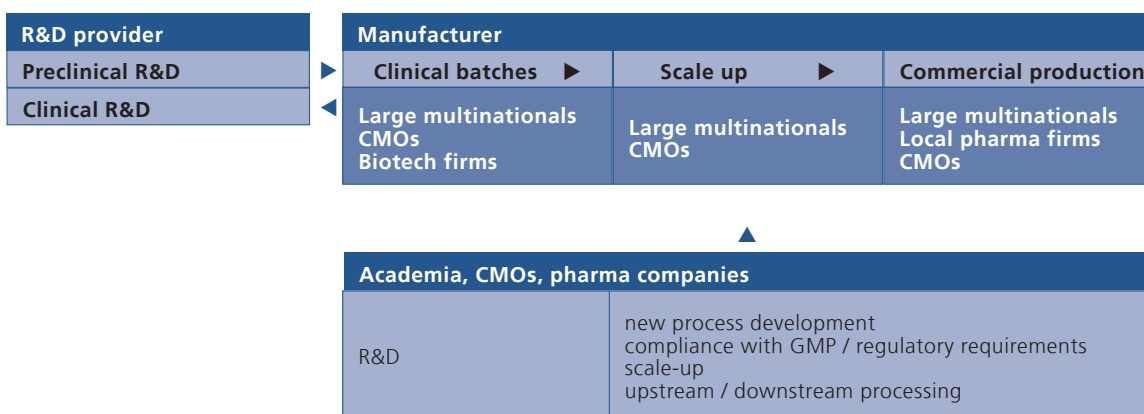 R&D provider
Preclinical R&D
Clinical R&D
Manufacturer
Clinical batches ▶
Scale up ▶
Commercial production
Large multinationals
CMOs
Biotech firms
Large multinationals
CMOs
Large multinationals
Local pharma firms
CMOs
Academia, CMOs, pharma companies
R&D
new process development
compliance with GMP / regulatory requirements
scale-up
upstream / downstream processing